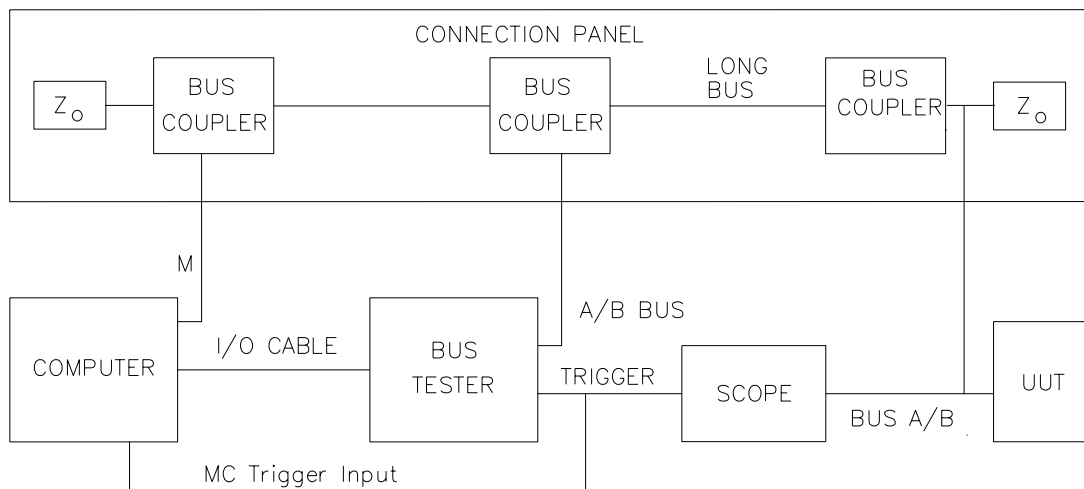 CONNECTION PANEL
Z O
BUS
COUPLER
BUS
COUPLER
LONG
BUS
BUS
COUPLER
Z O
M
A/B BUS
COMPUTER
I/O CABLE
BUS
TESTER
TRIGGER
SCOPE
BUS A/B
UUT
MC Trigger Input